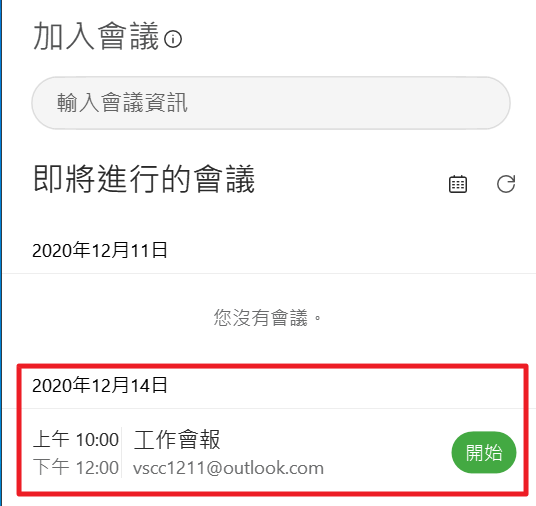 加入會議
輸入會議資訊
即將進行的會議
2020年12月11日
您沒有會議。
2020年12月14日
上午 10:00 工作會報
下午 12:00 vscc1211@outlook.com
開始